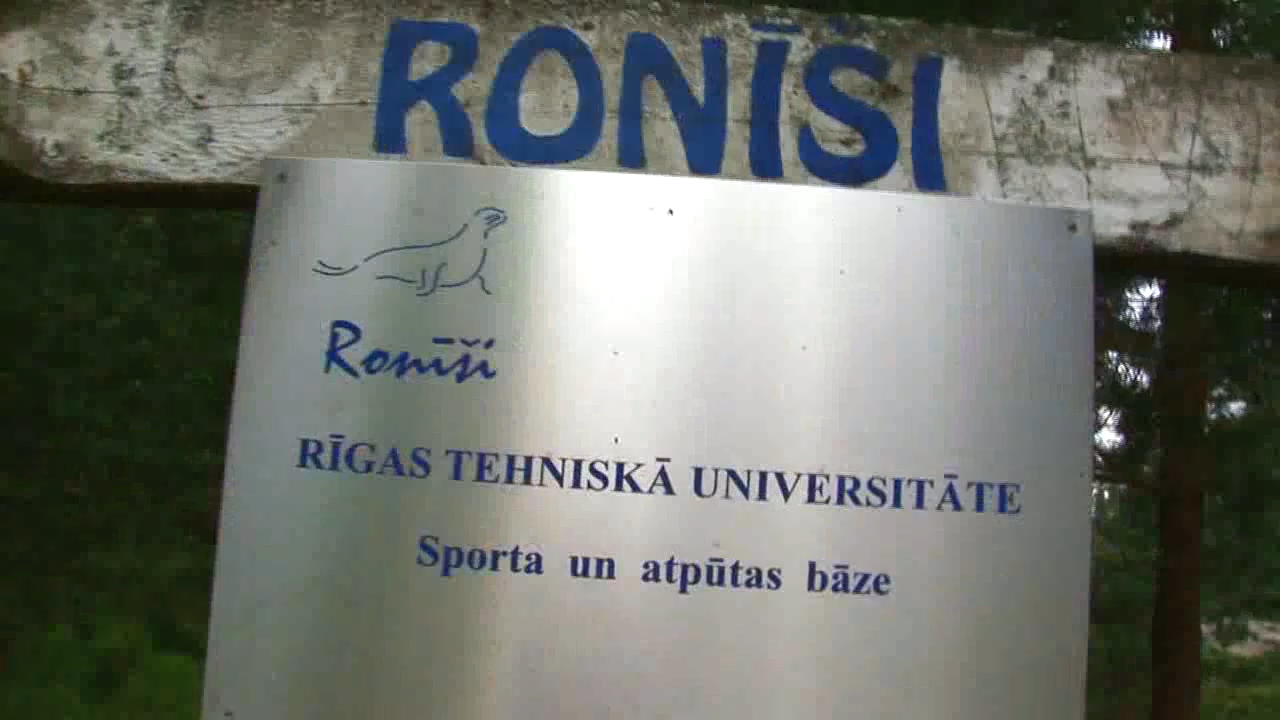 RONĪŠI
Ronīši
RĪGAS TEHNISKĀ UNIVERSITĀTE
Sporta un atpūtas bāze